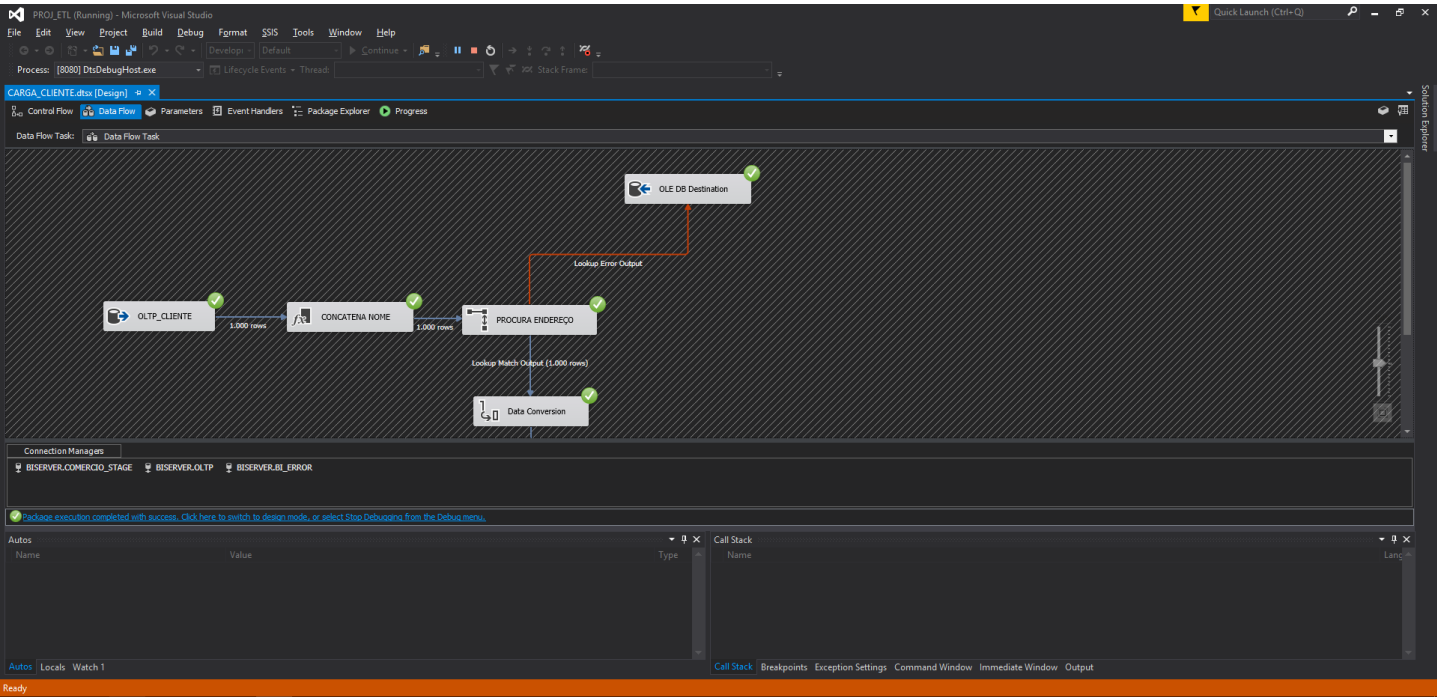 PROJ_ETL (Running) - Microsoft Visual Studio
Quick Launch (Ctrl+Q)
File Edit View Project Build Debug Format SSIS Tools Window Help
Developi Default Continue
Process: [8080] DtsDebugHost.exe Lifecycle Events Thread: Stack Frame:
CARGA_CLIENTE.dtsx [Design]
Solution Explorer
Control Flow Data Flow Parameters Event Handlers Package Explorer Progress
Data Flow Task: Data Flow Task
OLE DB Destination
Lookup Error Output
OLTP_CLIENTE
1.000 rows
CONCATENA NOME
1.000 rows
PROCURA ENDEREÇO
Lookup Match Output (1.000 rows)
Data Conversion
Connection Managers
BISERVER.COMERCIO_STAGE BISERVER.OLTP BISERVER.BI_ERROR
Package execution completed with success. Click here to switch to design mode, or select Stop Debugging from the Debug menu.
Autos
Name Value Type
Call Stack
Name Lang
Autos Locals Watch 1
Call Stack Breakpoints Exception Settings Command Window Immediate Window Output
Ready